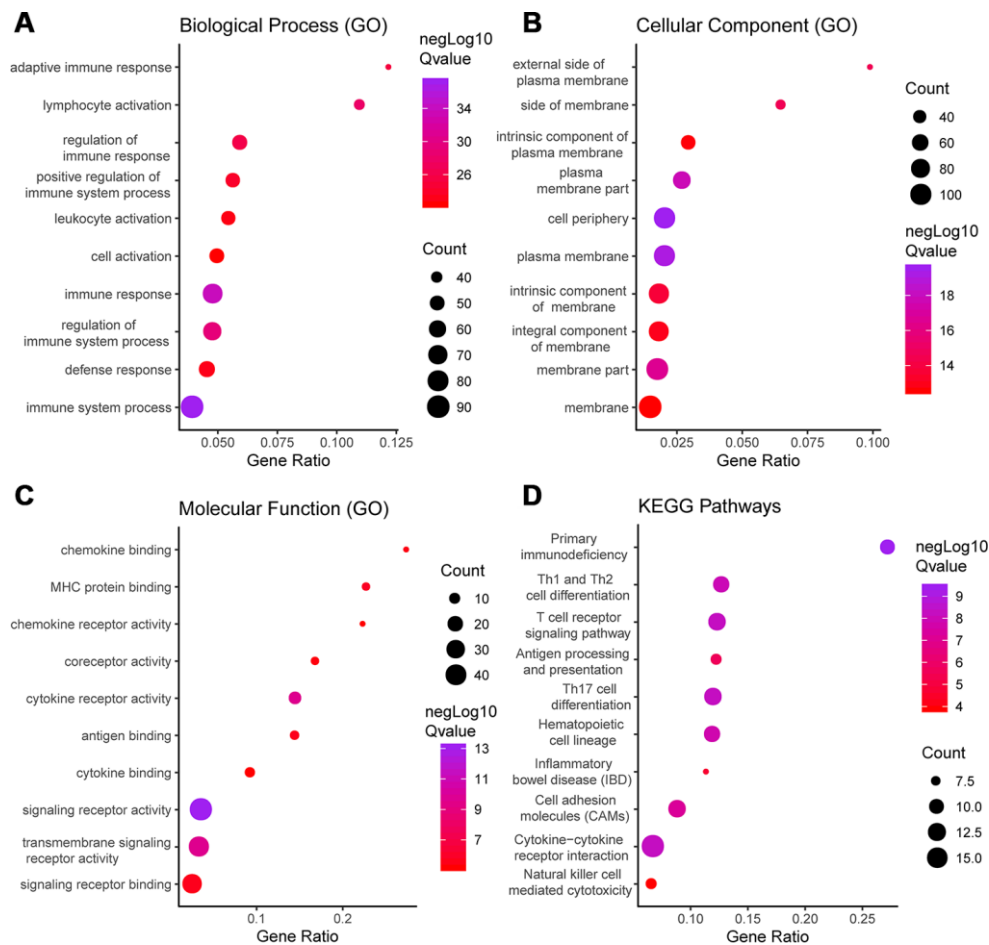 A
Biological Process (GO)
adaptive immune response
lymphocyte activation
regulation of
immune response
positive regulation of
immune system process
leukocyte activation
cell activation
immune response
regulation of
immune system process
defense response
immune system process
0.050
0.075
0.100
0.125
Gene Ratio
negLog10
Qvalue
34
30
26
Count
40
50
60
70
80
90
B
Cellular Component (GO)
external side of
plasma membrane
side of membrane
intrinsic component of
plasma membrane
plasma
membrane part
cell periphery
plasma membrane
intrinsic component
of membrane
integral component
of membrane
membrane part
membrane
0.025
0.050
0.075
0.100
Gene Ratio
Count
40
60
80
100
negLog10
Qvalue
18
16
14
C
Molecular Function (GO)
chemokine binding
MHC protein binding
chemokine receptor activity
coreceptor activity
cytokine receptor activity
antigen binding
cytokine binding
signaling receptor activity
transmembrane signaling
receptor activity
signaling receptor binding
0.1
0.2
Gene Ratio
Count
10
20
30
40
negLog10
Qvalue
13
11
9
7
D
KEGG Pathways
Primary
immunodeficiency
Th1 and Th2
cell differentiation
T cell receptor
signaling pathway
Antigen processing
and presentation
Th17 cell
differentiation
Hematopoietic
cell lineage
Inflammatory
bowel disease (IBD)
Cell adhesion
molecules (CAMs)
Cytokine−cytokine
receptor interaction
Natural killer cell
mediated cytotoxicity
0.10
0.15
0.20
0.25
Gene Ratio
negLog10
Qvalue
9
8
7
6
5
4
Count
7.5
10.0
12.5
15.0